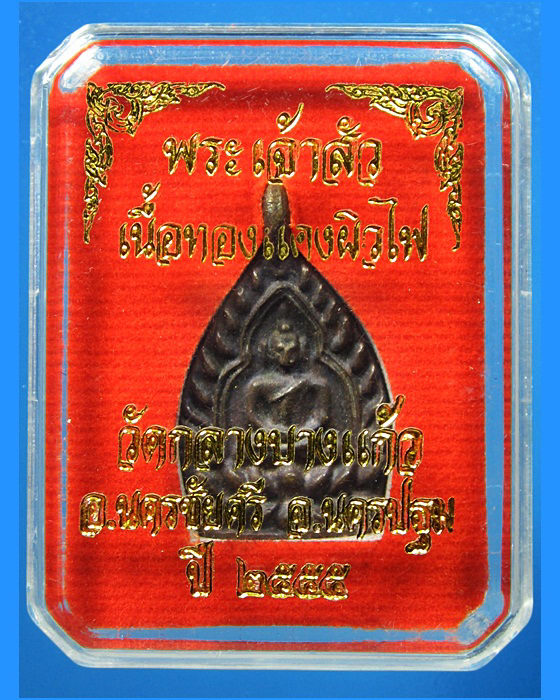 พระเจ้าสัว
เนื้อทองแดงผิวไฟ
วัดกลางบางแก้ว
อ.นครชัยศรี อ.นครปฐม
ปี ๒๕๕๕